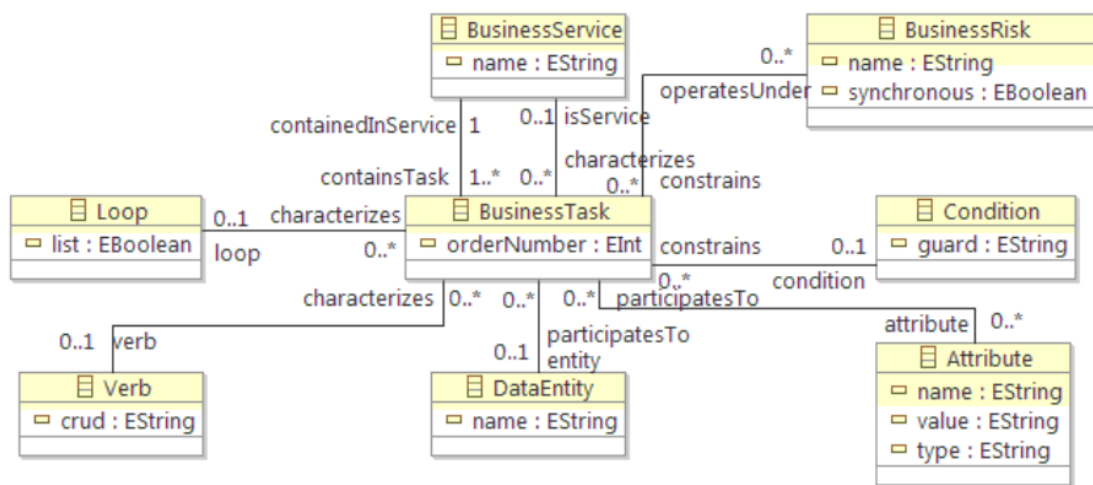 BusinessService
name : EString
BusinessRisk
name : EString
synchronous : EBoolean
0..*
operatesUnder
containedInService 1
0..1 isService
containsTask 1..*
0..* characterizes
0..* constrains
Loop
list : EBoolean
0..1 characterizes
loop 0..*
BusinessTask
orderNumber : EInt
constrains 0..1
0..* condition
Condition
guard : EString
characterizes 0..*
0..*
0..* participatesTo
0..1 verb
participatesTo
0..1 entity
attribute 0..*
Verb
crud : EString
DataEntity
name : EString
Attribute
name : EString
value : EString
type : EString